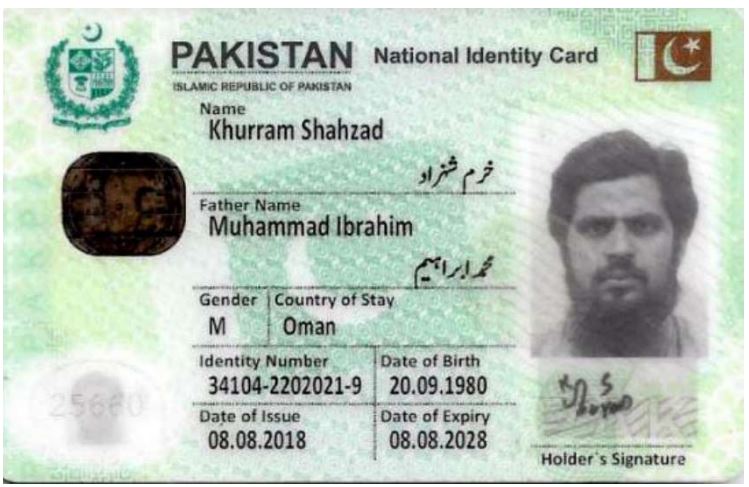 PAKISTAN National Identity Card
ISLAMIC REPUBLIC OF PAKISTAN
Name
Khurram Shahzad
خرم شہزاد
Father Name
Muhammad Ibrahim
محمد ابراہیم
Gender Country of Stay
M Oman
Identity Number Date of Birth
34104-2202021-9 20.09.1980
Date of Issue Date of Expiry
08.08.2018 08.08.2028
Holder's Signature